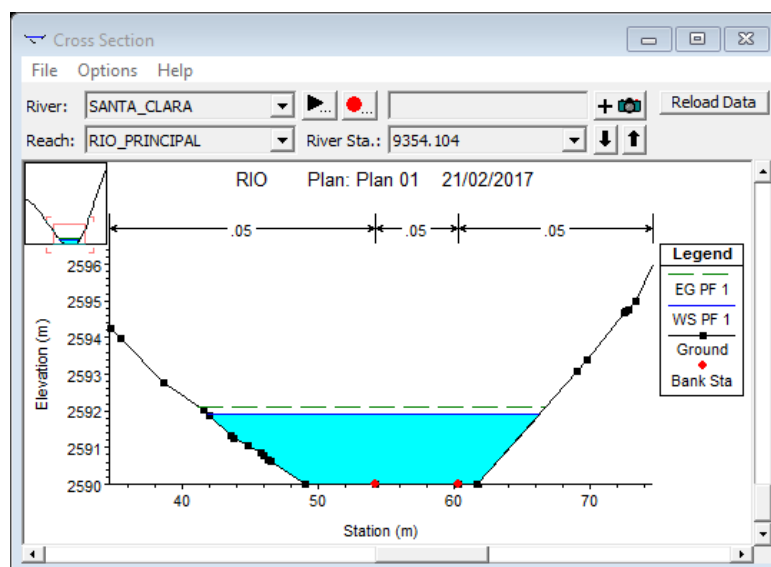 Cross Section
File Options Help
River: SANTA_CLARA ... ... + Reload Data
Reach: RIO_PRINCIPAL River Sta.: 9354.104
RIO Plan: Plan 01 21/02/2017
.05 .05 .05
Legend
EG PF 1
WS PF 1
Ground
Bank Sta
Elevation (m)
2596
2595
2594
2593
2592
2591
2590
40 50 60 70
Station (m)